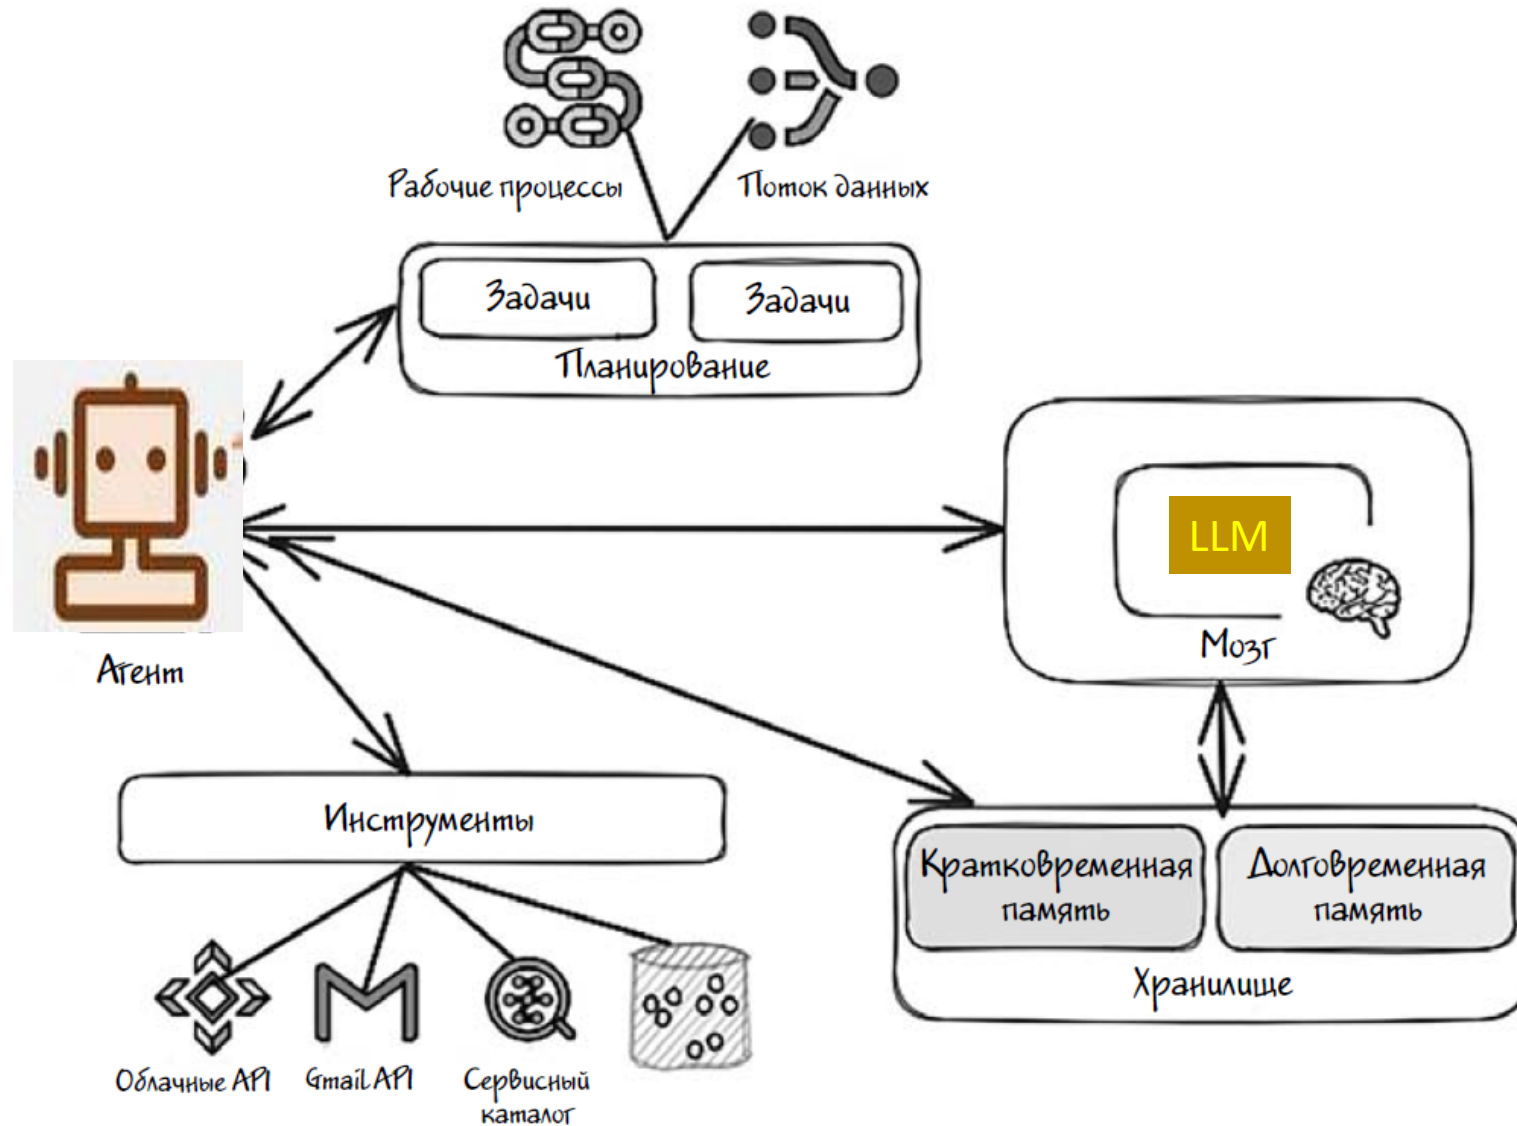 Рабочие процессы
Поток данных
Задачи
Задачи
Планирование
LLM
Мозг
Агент
Инструменты
Кратковременная
память
Долговременная
память
Хранилище
Облачные API
Gmail API
Сервисный
каталог